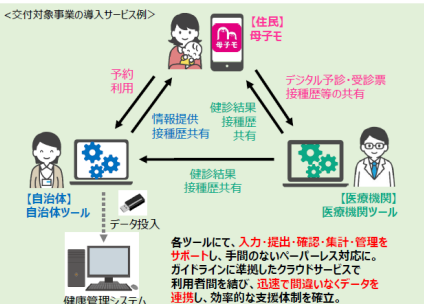 <交付対象事業の導入サービス例>
【住民】
母子モ
母子モ
予約
利用
情報提供
接種歴共有
健診結果
接種歴
共有
デジタル予診・受診票
接種歴等の共有
健診結果
接種歴共有
【自治体】
自治体ツール
【医療機関】
医療機関ツール
データ投入
健康管理システム
各ツールにて、入力・提出・確認・集計・管理を
サポートし、手間のないペーパーレス対応に。
ガイドラインに準拠したクラウドサービスで
利用者間を結び、迅速で間違いなくデータを
連携し、効率的な支援体制を確立。